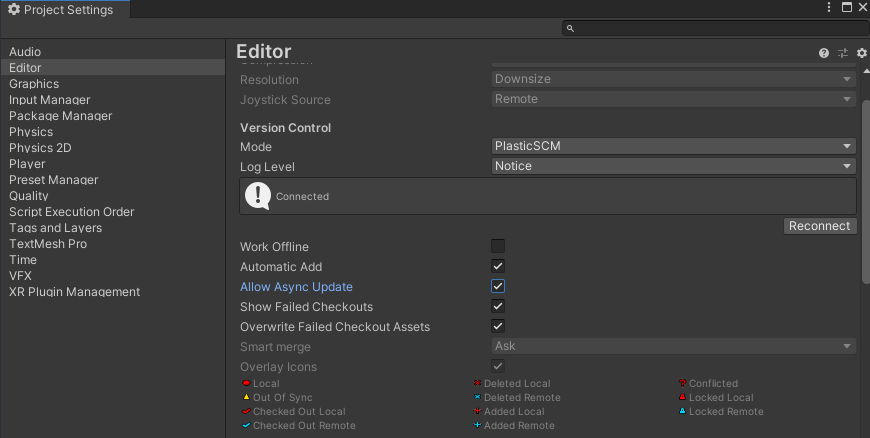 Project Settings
Audio
Editor
Graphics
Input Manager
Package Manager
Physics
Physics 2D
Player
Preset Manager
Quality
Script Execution Order
Tags and Layers
TextMesh Pro
Time
VFX
XR Plugin Management
Editor
Resolution Downsize
Joystick Source Remote
Version Control
Mode PlasticSCM
Log Level Notice
Connected
Reconnect
Work Offline
Automatic Add
Allow Async Update
Show Failed Checkouts
Overwrite Failed Checkout Assets
Smart merge Ask
Overlay Icons
Local Deleted Local Conflicted
Out Of Sync Deleted Remote Locked Local
Checked Out Local Added Local Locked Remote
Checked Out Remote Added Remote